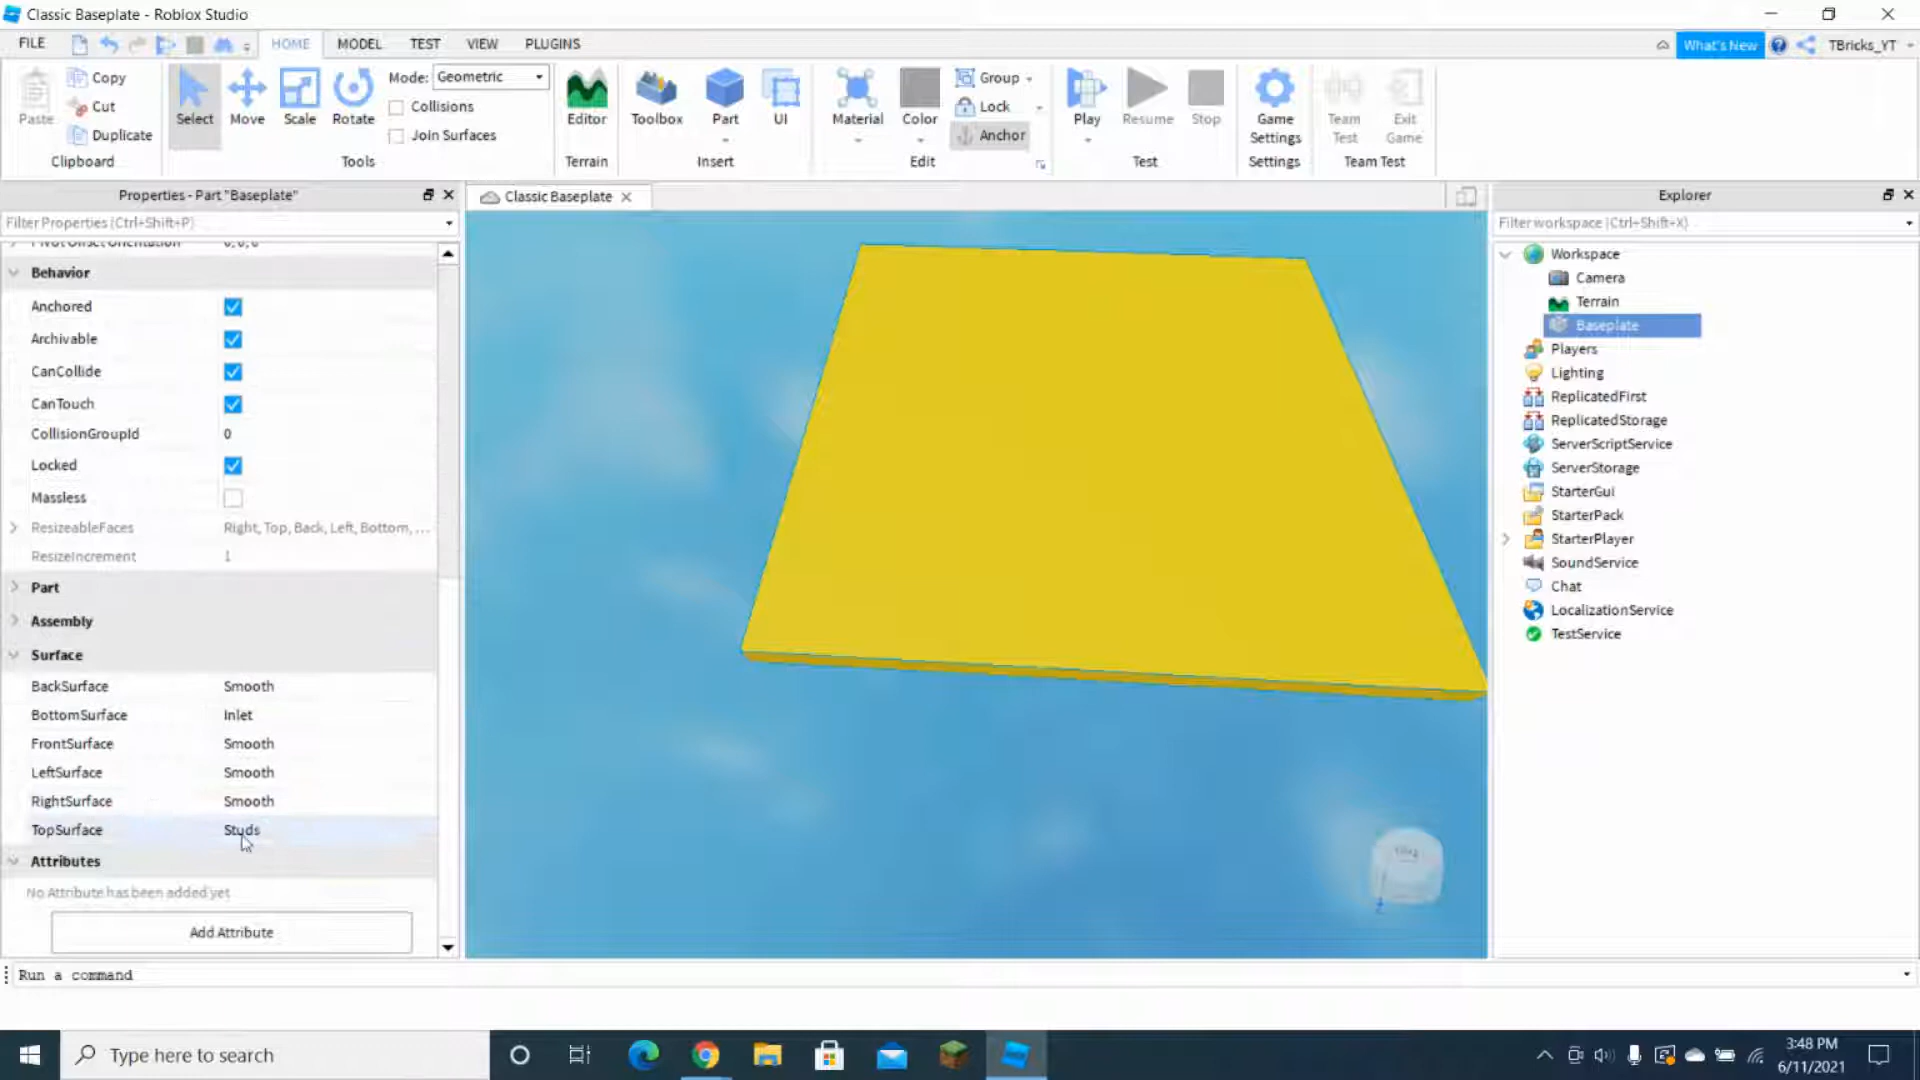 Classic Baseplate - Roblox Studio
FILE HOME MODEL TEST VIEW PLUGINS What's New TBricks_YT
Paste Copy Cut Duplicate Clipboard
Select Move Scale Rotate Mode: Geometric Collisions Join Surfaces Tools
Editor Terrain
Toolbox Part UI Insert
Material Color Group Lock Anchor Edit
Play Resume Stop Test
Game Settings Settings
Team Test Exit Game Team Test
Properties - Part "Baseplate"
Filter Properties (Ctrl+Shift+P)
PivotOffsetOrientation 0,0,0
Behavior
Anchored
Archivable
CanCollide
CanTouch
CollisionGroupId 0
Locked
Massless
ResizeableFaces Right, Top, Back, Left, Bottom, ...
ResizeIncrement 1
Part
Assembly
Surface
BackSurface Smooth
BottomSurface Inlet
FrontSurface Smooth
LeftSurface Smooth
RightSurface Smooth
TopSurface Studs
Attributes
No Attribute has been added yet
Add Attribute
Classic Baseplate
Explorer
Filter workspace (Ctrl+Shift+X)
Workspace
Camera
Terrain
Baseplate
Players
Lighting
ReplicatedFirst
ReplicatedStorage
ServerScriptService
ServerStorage
StarterGui
StarterPack
StarterPlayer
SoundService
Chat
LocalizationService
TestService
Run a command
Type here to search
3:48 PM
6/11/2021